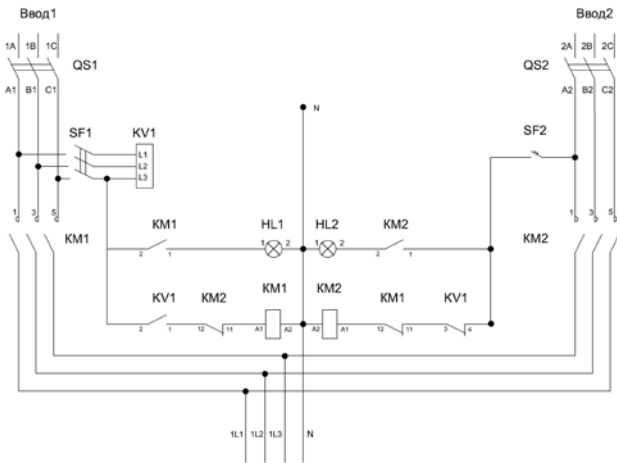 Ввод1 Ввод2
1A 1B 1C 2A 2B 2C
QS1 QS2
A1 B1 C1 A2 B2 C2
N
SF1 KV1 SF2
L1
L2
L3
1 3 5 1 3 5
KM1 HL1 HL2 KM2
KM1 KM2
2 1 1 2 1 2 2 1
KV1 KM2 KM1 KM2 KM1 KV1
2 1 12 11 A1 A2 A2 A1 12 11 3 4
1L1 1L2 1L3 N